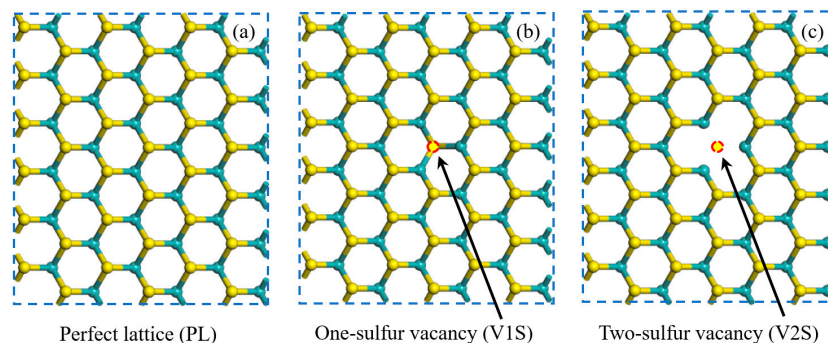 (a) (b) (c)
Perfect lattice (PL) One-sulfur vacancy (V1S) Two-sulfur vacancy (V2S)